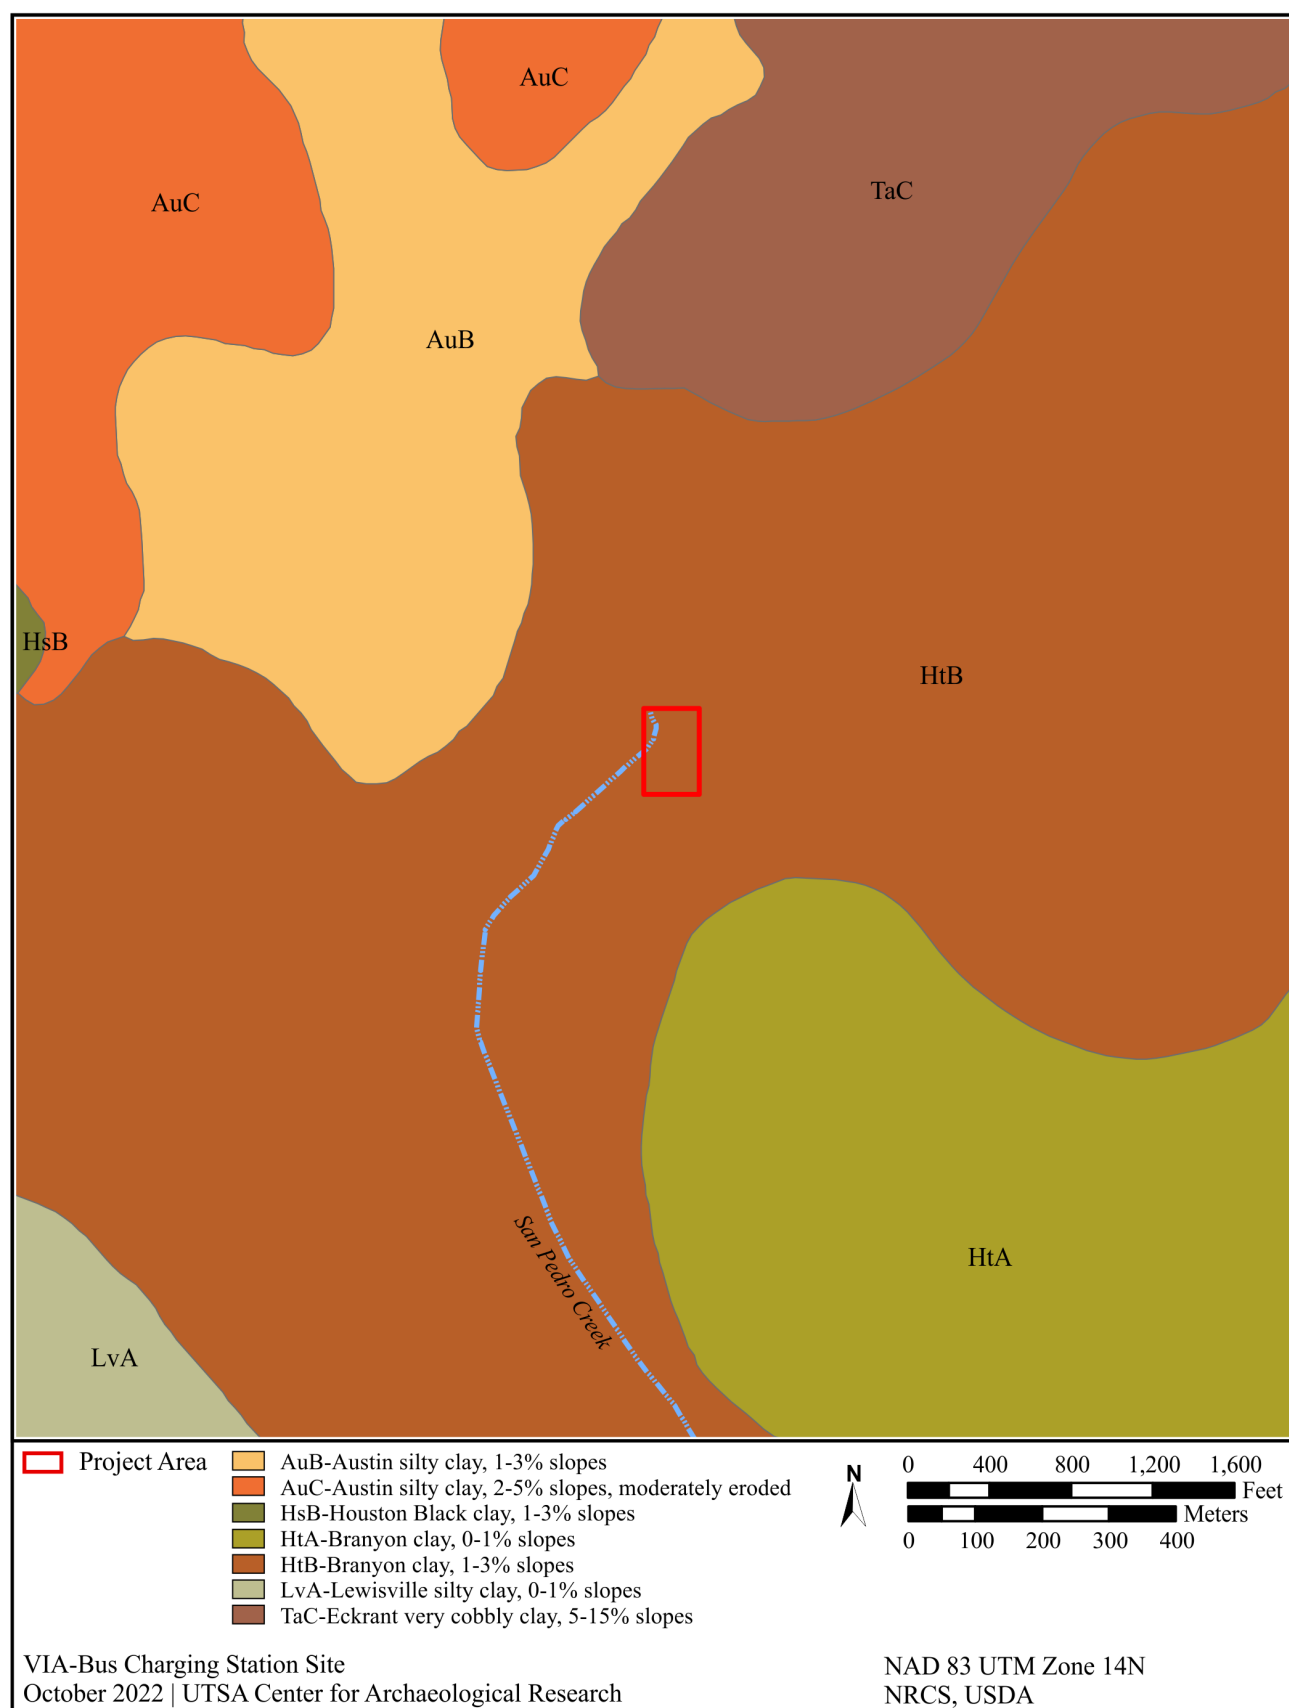 AuC
AuC
TaC
AuB
HsB
HtB
San Pedro Creek
HtA
LvA
Project Area
AuB-Austin silty clay, 1-3% slopes
AuC-Austin silty clay, 2-5% slopes, moderately eroded
HsB-Houston Black clay, 1-3% slopes
HtA-Branyon clay, 0-1% slopes
HtB-Branyon clay, 1-3% slopes
LvA-Lewisville silty clay, 0-1% slopes
TaC-Eckrant very cobbly clay, 5-15% slopes
N
0 400 800 1,200 1,600
Feet
Meters
0 100 200 300 400
VIA-Bus Charging Station Site
October 2022 | UTSA Center for Archaeological Research
NAD 83 UTM Zone 14N
NRCS, USDA